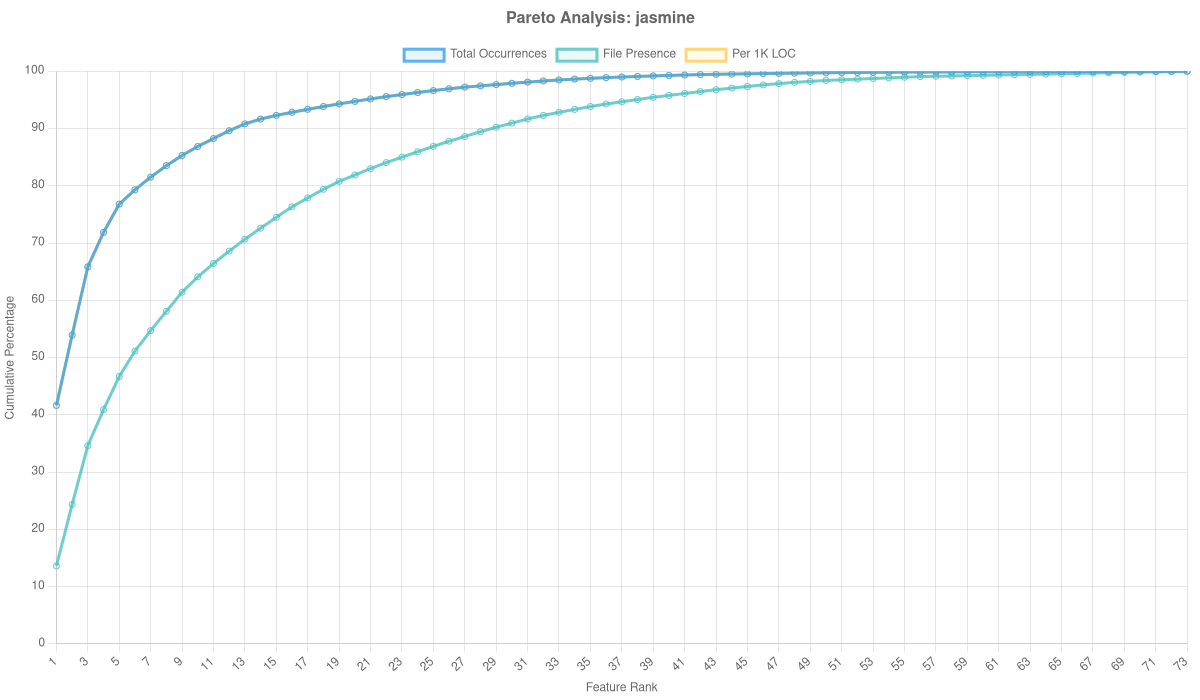 Pareto Analysis: jasmine
Total Occurrences File Presence Per 1K LOC
100
90
80
70
60
50
40
30
20
10
0
Cumulative Percentage
1 3 5 7 9 11 13 15 17 19 21 23 25 27 29 31 33 35 37 39 41 43 45 47 49 51 53 55 57 59 61 63 65 67 69 71 73
Feature Rank